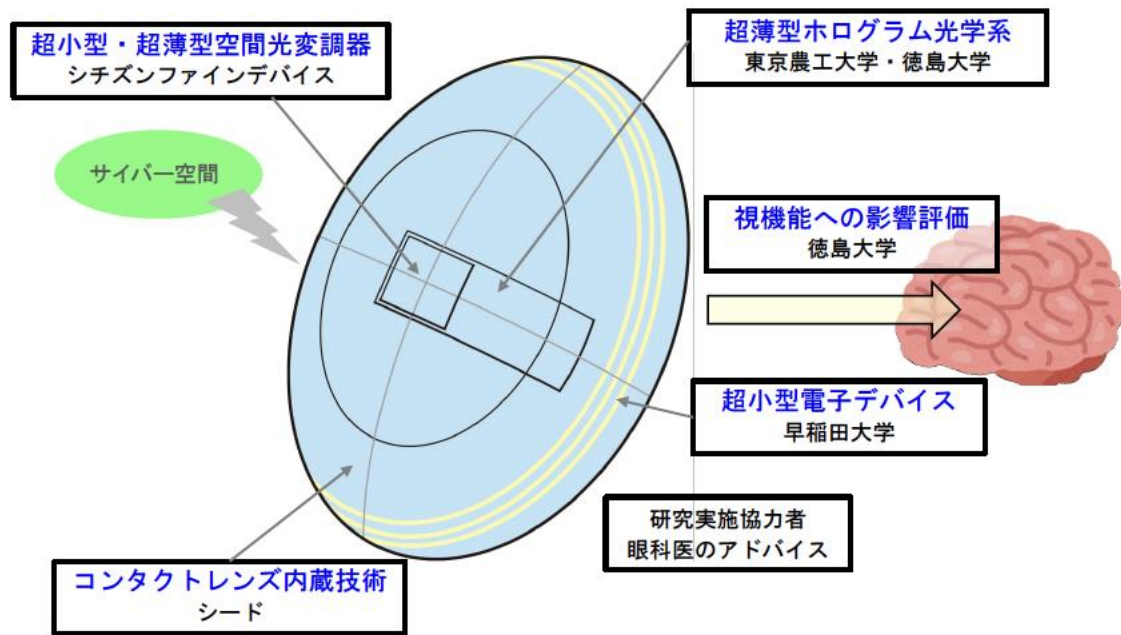 超小型・超薄型空間光変調器
シチズンファインデバイス
超薄型ホログラム光学系
東京農工大学・徳島大学
サイバー空間
視機能への影響評価
徳島大学
超小型電子デバイス
早稲田大学
研究実施協力者
眼科医のアドバイス
コンタクトレンズ内蔵技術
シード